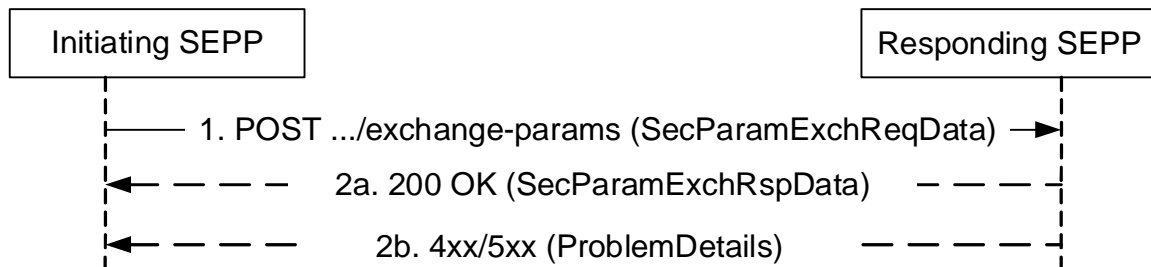 Initiating SEPP
Responding SEPP
1. POST .../exchange-params (SecParamExchReqData)
2a. 200 OK (SecParamExchRspData)
2b. 4xx/5xx (ProblemDetails)